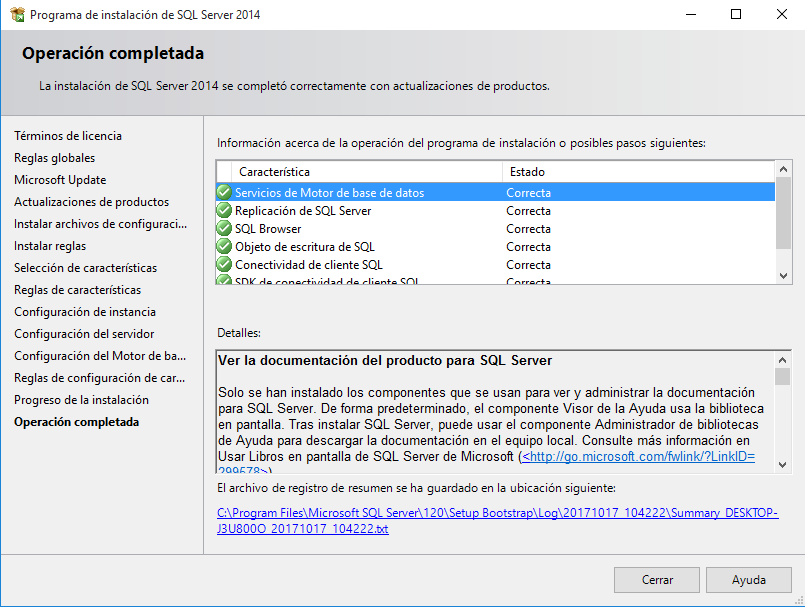 Programa de instalación de SQL Server 2014
Operación completada
La instalación de SQL Server 2014 se completó correctamente con actualizaciones de productos.
Términos de licencia
Reglas globales
Microsoft Update
Actualizaciones de productos
Instalar archivos de configuraci...
Instalar reglas
Selección de características
Reglas de características
Configuración de instancia
Configuración del servidor
Configuración del Motor de ba...
Reglas de configuración de car...
Progreso de la instalación
Operación completada
Información acerca de la operación del programa de instalación o posibles pasos siguientes:
Característica Estado
Servicios de Motor de base de datos Correcta
Replicación de SQL Server Correcta
SQL Browser Correcta
Objeto de escritura de SQL Correcta
Conectividad de cliente SQL Correcta
SDK de conectividad de cliente SQL Correcta
Detalles:
Ver la documentación del producto para SQL Server
Solo se han instalado los componentes que se usan para ver y administrar la documentación
para SQL Server. De forma predeterminada, el componente Visor de la Ayuda usa la biblioteca
en pantalla. Tras instalar SQL Server, puede usar el componente Administrador de bibliotecas
de Ayuda para descargar la documentación en el equipo local. Consulte más información en
Usar Libros en pantalla de SQL Server de Microsoft (<http://go.microsoft.com/fwlink/?LinkID=
299578>)
El archivo de registro de resumen se ha guardado en la ubicación siguiente:
C:\Program Files\Microsoft SQL Server\120\Setup Bootstrap\Log\20171017_104222\Summary_DESKTOP-
J3U800O_20171017_104222.txt
Cerrar
Ayuda